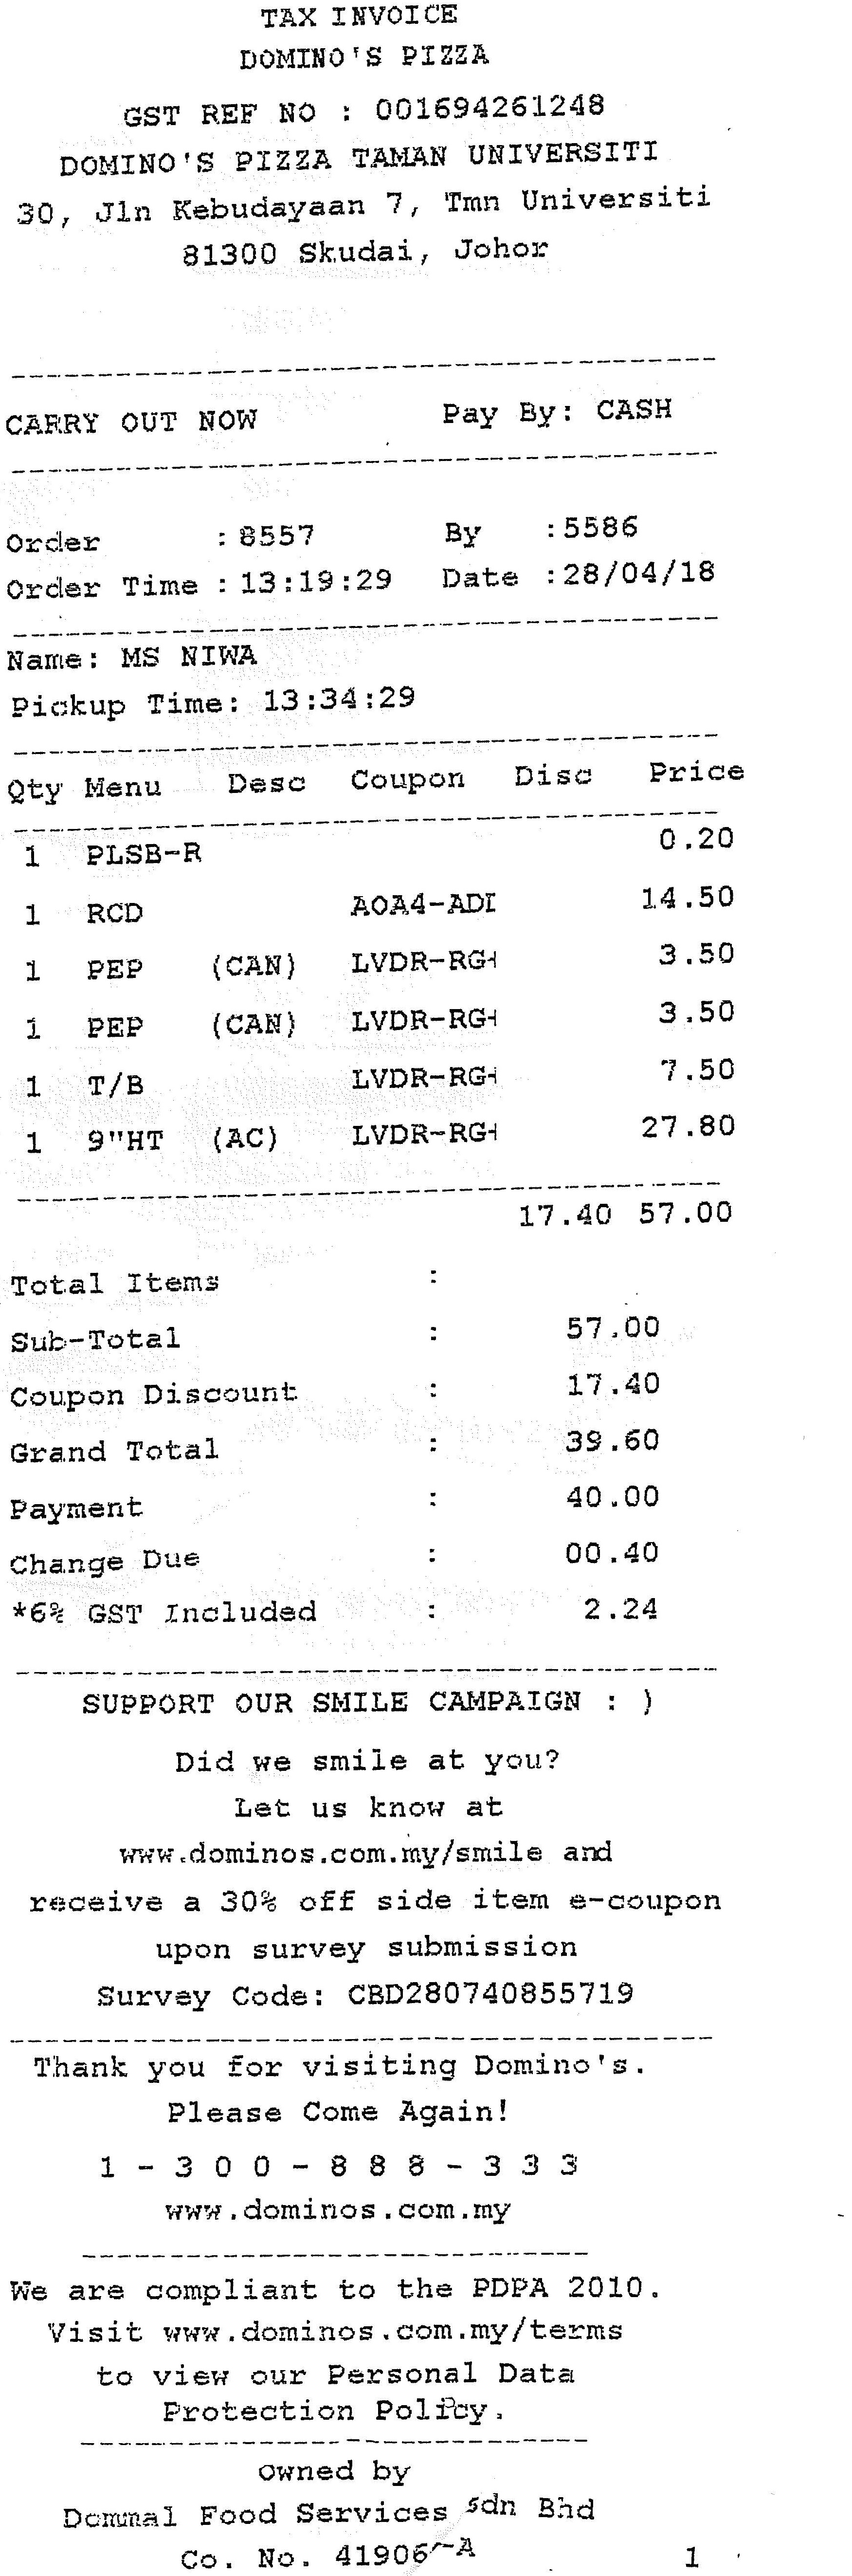 TAX INVOICE
DOMINO'S PIZZA
GST REF NO : 001694261248
DOMINO'S PIZZA TAMAN UNIVERSITI
30, Jln Kebudayaan 7, Tmn Universiti
81300 Skudai, Johor
CARRY OUT NOW Pay By: CASH
Order :8557 By :5586
Order Time :13:19:29 Date :28/04/18
Name: MS NIWA
Pickup Time: 13:34:29
Qty Menu Desc Coupon Disc Price
1 PLSB-R 0.20
1 RCD AOA4-ADD 14.50
1 PEP (CAN) LVDR-RG 3.50
1 PEP (CAN) LVDR-RG 3.50
1 T/B LVDR-RG 7.50
1 9"HT (AC) LVDR-RG 27.80
17.40 57.00
Total Items :
Sub-Total : 57.00
Coupon Discount : 17.40
Grand Total : 39.60
Payment : 40.00
Change Due : 00.40
*6% GST Included : 2.24
SUPPORT OUR SMILE CAMPAIGN : )
Did we smile at you?
Let us know at
www.dominos.com.my/smile and
receive a 30% off side item e-coupon
upon survey submission
Survey Code: CBD280740855719
Thank you for visiting Domino's.
Please Come Again!
1 - 3 0 0 - 8 8 8 - 3 3 3
www.dominos.com.my
We are compliant to the PDPA 2010.
Visit www.dominos.com.my/terms
to view our Personal Data
Protection Policy.
owned by
Dommal Food Services Sdn Bhd
Co. No. 1